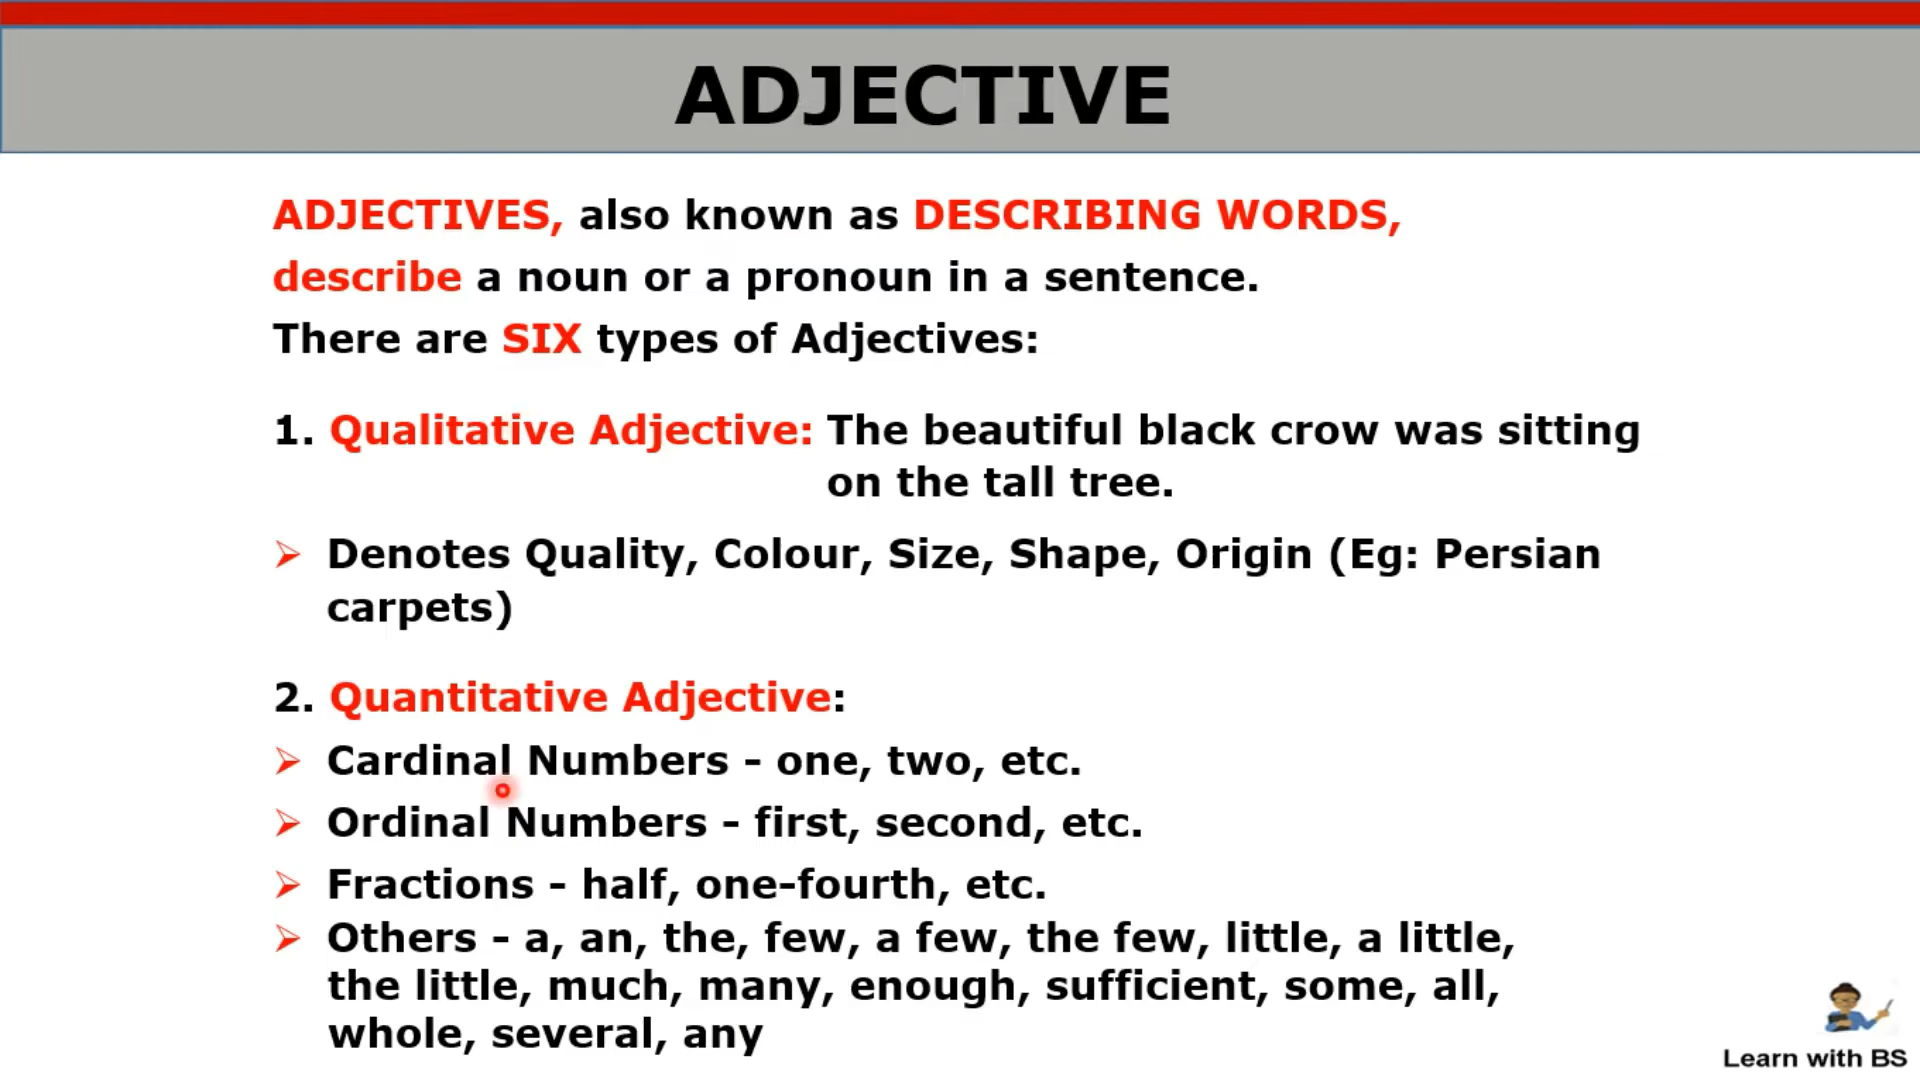 ADJECTIVE
ADJECTIVES, also known as DESCRIBING WORDS,
describe a noun or a pronoun in a sentence.
There are SIX types of Adjectives:
1. Qualitative Adjective: The beautiful black crow was sitting
on the tall tree.
Denotes Quality, Colour, Size, Shape, Origin (Eg: Persian
carpets)
2. Quantitative Adjective:
Cardinal Numbers - one, two, etc.
Ordinal Numbers - first, second, etc.
Fractions - half, one-fourth, etc.
Others - a, an, the, few, a few, the few, little, a little,
the little, much, many, enough, sufficient, some, all,
whole, several, any
Learn with BS